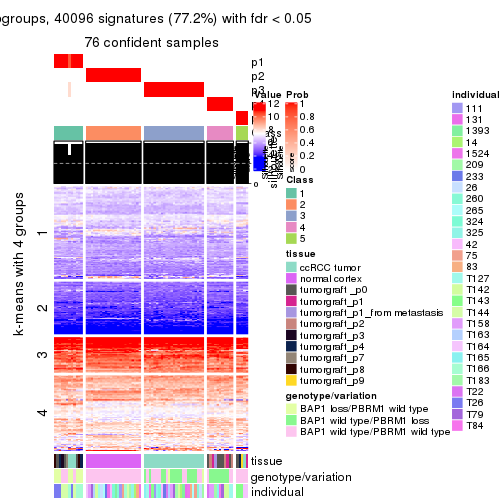 groups, 40096 signatures (77.2%) with fdr < 0.05
76 confident samples
p1
p2
p3
Value
12
10
8
6
4
2
0
Prob
1
0.8
0.6
0.4
0.2
0
score
Class
1
2
3
4
5
k-means with 4 groups
1
2
3
4
tissue
ccRCC tumor
normal cortex
tumorgraft_p0
tumorgraft_p1
tumorgraft_p1_from metastasis
tumorgraft_p2
tumorgraft_p3
tumorgraft_p4
tumorgraft_p7
tumorgraft_p8
tumorgraft_p9
genotype/variation
BAP1 loss/PBRM1 wild type
BAP1 wild type/PBRM1 loss
BAP1 wild type/PBRM1 wild type
individual
111
131
1393
14
1524
209
233
26
260
265
324
325
42
75
83
T127
T142
T143
T144
T158
T163
T164
T165
T166
T183
T22
T26
T79
T84
tissue
genotype/variation
individual